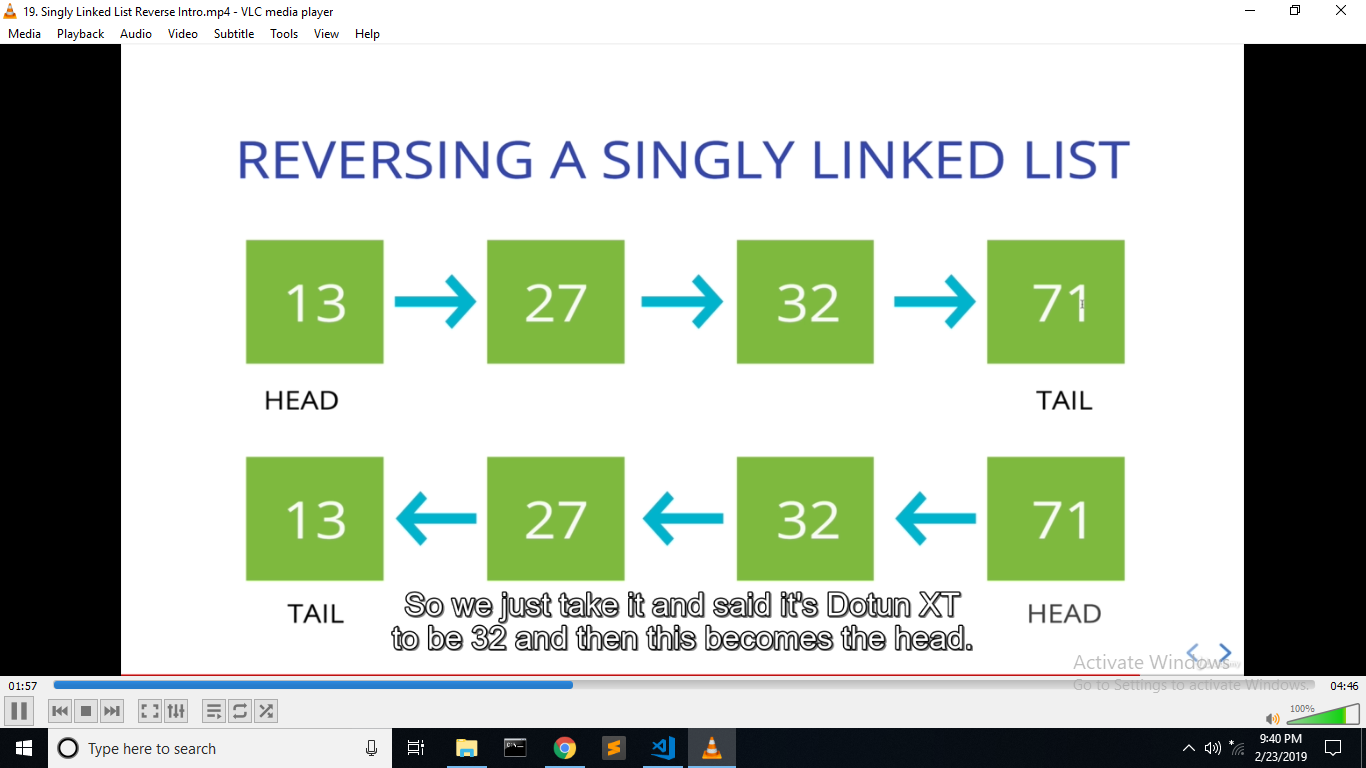 19. Singly Linked List Reverse Intro.mp4 - VLC media player
Media Playback Audio Video Subtitle Tools View Help
REVERSING A SINGLY LINKED LIST
13 27 32 71
HEAD TAIL
13 27 32 71
TAIL HEAD
So we just take it and said it's Dotun XT
to be 32 and then this becomes the head.
Activate Windows
Go to Settings to activate Windows.
01:57 04:46
100%
Type here to search
9:40 PM
2/23/2019